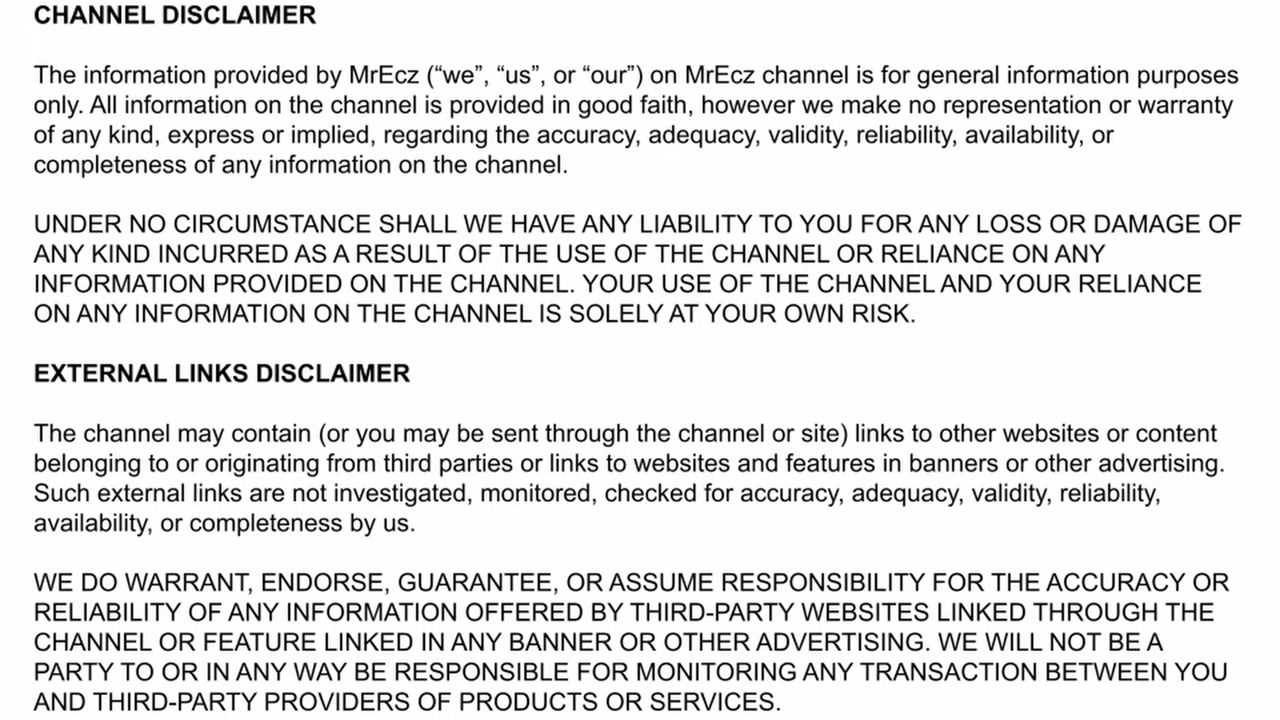 CHANNEL DISCLAIMER
The information provided by MrEcz (“we”, “us”, or “our”) on MrEcz channel is for general information purposes
only. All information on the channel is provided in good faith, however we make no representation or warranty
of any kind, express or implied, regarding the accuracy, adequacy, validity, reliability, availability, or
completeness of any information on the channel.
UNDER NO CIRCUMSTANCE SHALL WE HAVE ANY LIABILITY TO YOU FOR ANY LOSS OR DAMAGE OF
ANY KIND INCURRED AS A RESULT OF THE USE OF THE CHANNEL OR RELIANCE ON ANY
INFORMATION PROVIDED ON THE CHANNEL. YOUR USE OF THE CHANNEL AND YOUR RELIANCE
ON ANY INFORMATION ON THE CHANNEL IS SOLELY AT YOUR OWN RISK.
EXTERNAL LINKS DISCLAIMER
The channel may contain (or you may be sent through the channel or site) links to other websites or content
belonging to or originating from third parties or links to websites and features in banners or other advertising.
Such external links are not investigated, monitored, checked for accuracy, adequacy, validity, reliability,
availability, or completeness by us.
WE DO WARRANT, ENDORSE, GUARANTEE, OR ASSUME RESPONSIBILITY FOR THE ACCURACY OR
RELIABILITY OF ANY INFORMATION OFFERED BY THIRD-PARTY WEBSITES LINKED THROUGH THE
CHANNEL OR FEATURE LINKED IN ANY BANNER OR OTHER ADVERTISING. WE WILL NOT BE A
PARTY TO OR IN ANY WAY BE RESPONSIBLE FOR MONITORING ANY TRANSACTION BETWEEN YOU
AND THIRD-PARTY PROVIDERS OF PRODUCTS OR SERVICES.